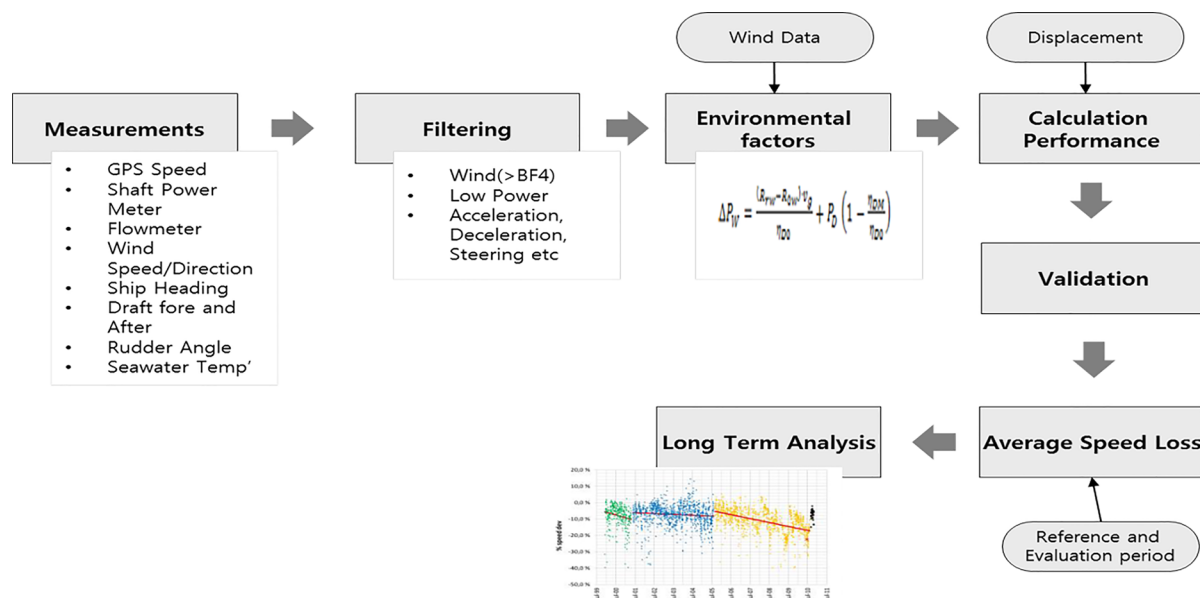 Wind Data
Displacement
Measurements
• GPS Speed
• Shaft Power
Meter
• Flowmeter
• Wind
Speed/Direction
• Ship Heading
• Draft fore and
After
• Rudder Angle
• Seawater Temp’
Filtering
• Wind(>BF4)
• Low Power
• Acceleration,
Deceleration,
Steering etc
Environmental
factors
Calculation
Performance
Validation
Average Speed Loss
Reference and
Evaluation period
Long Term Analysis
% speed dev
20,0 %
10,0 %
0,0 %
-10,0 %
-20,0 %
-30,0 %
-40,0 %
-50,0 %